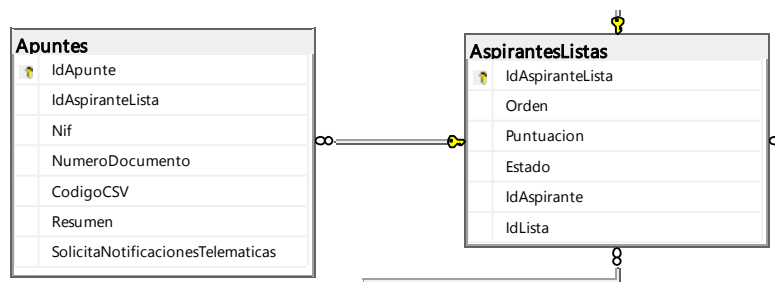 Apuntes
IdApunte
IdAspiranteLista
Nif
NumeroDocumento
CodigoCSV
Resumen
SolicitaNotificacionesTelematicas
AspirantesListas
IdAspiranteLista
Orden
Puntuacion
Estado
IdAspirante
IdLista